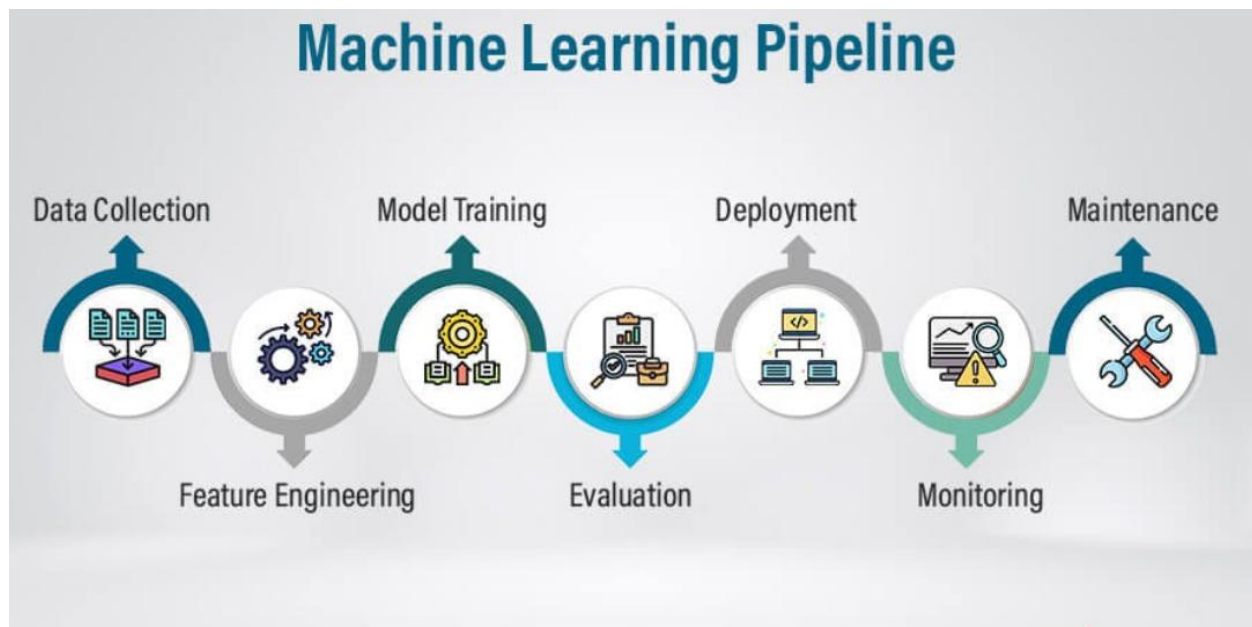 Machine Learning Pipeline
Data Collection
Feature Engineering
Model Training
Evaluation
Deployment
Monitoring
Maintenance